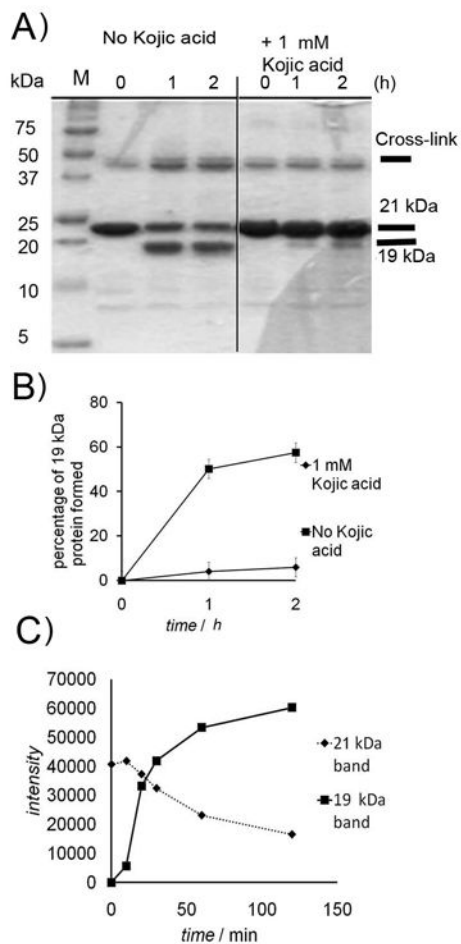 A)
No Kojic acid
+ 1 mM
Kojic acid
kDa M 0 1 2 0 1 2 (h)
75
50
37
25
20
10
5
Cross-link
21 kDa
19 kDa
B)
percentage of 19 kDa
protein formed
80
60
40
20
0
0 1 2
time / h
1 mM
Kojic acid
No Kojic
acid
C)
intensity
70000
60000
50000
40000
30000
20000
10000
0
0 50 100 150
time / min
21 kDa
band
19 kDa
band